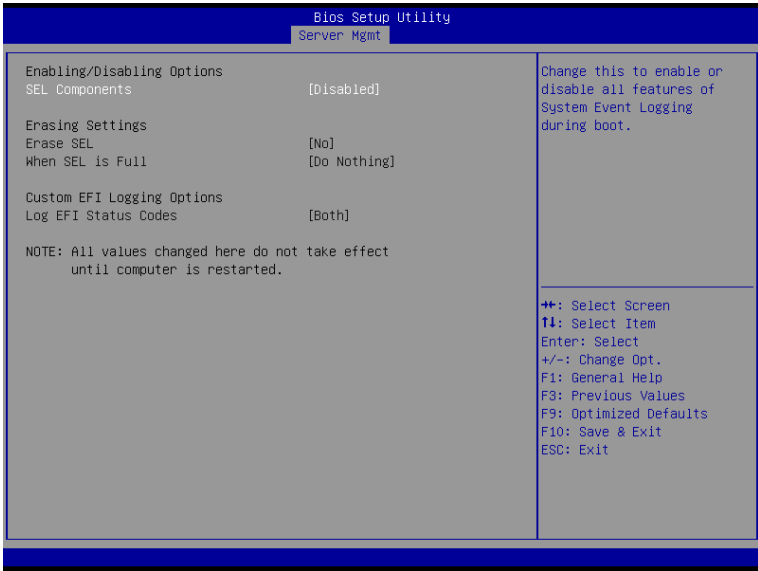 Bios Setup Utility
Server Mgmt
Enabling/Disabling Options
SEL Components [Disabled]
Erasing Settings
Erase SEL [No]
When SEL is Full [Do Nothing]
Custom EFI Logging Options
Log EFI Status Codes [Both]
NOTE: All values changed here do not take effect
until computer is restarted.
Change this to enable or
disable all features of
System Event Logging
during boot.
→←: Select Screen
↑↓: Select Item
Enter: Select
+/-: Change Opt.
F1: General Help
F3: Previous Values
F9: Optimized Defaults
F10: Save & Exit
ESC: Exit